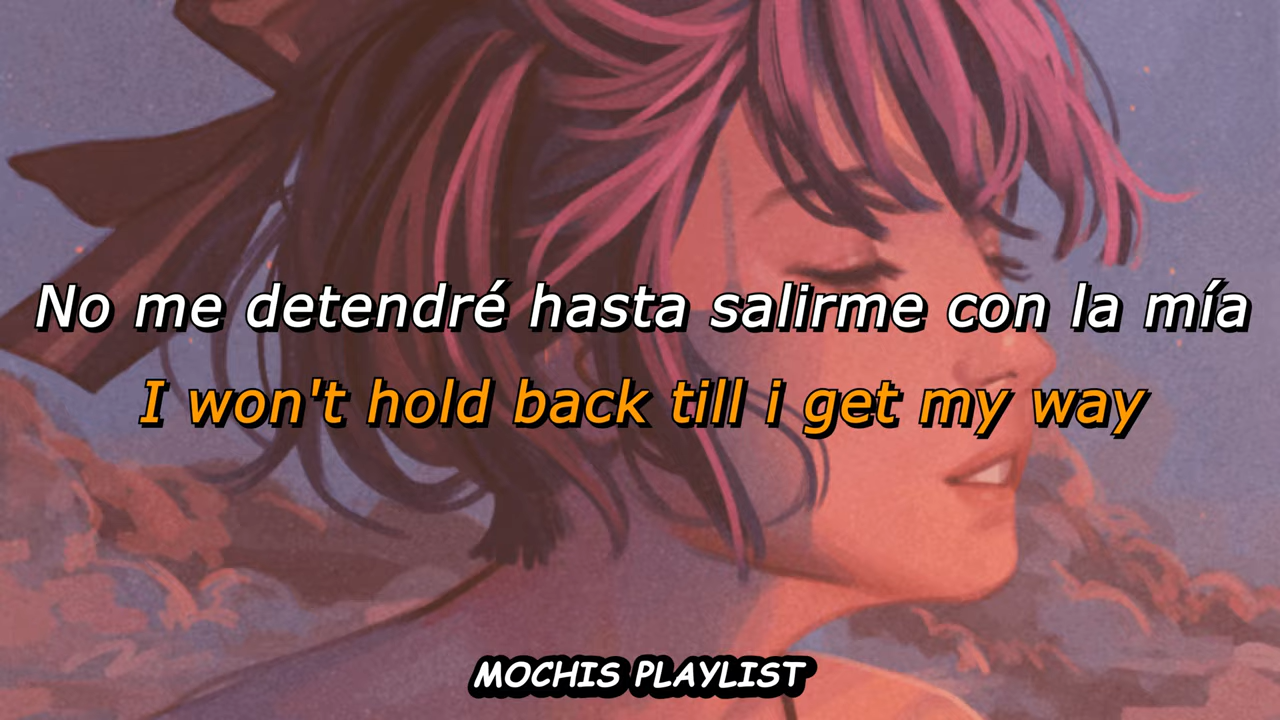 No me detendré hasta salirme con la mía
I won't hold back till i get my way
MOCHIS PLAYLIST